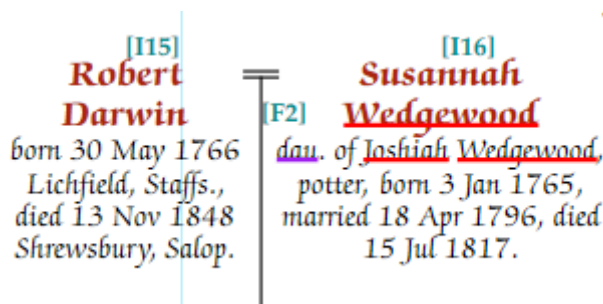 [I15]
Robert
Darwin
born 30 May 1766
Lichfield, Staffs.,
died 13 Nov 1848
Shrewsbury, Salop.
[F2]
[I16]
Susannah
Wedgewood
dau. of Joshiah Wedgewood,
potter, born 3 Jan 1765,
married 18 Apr 1796, died
15 Jul 1817.